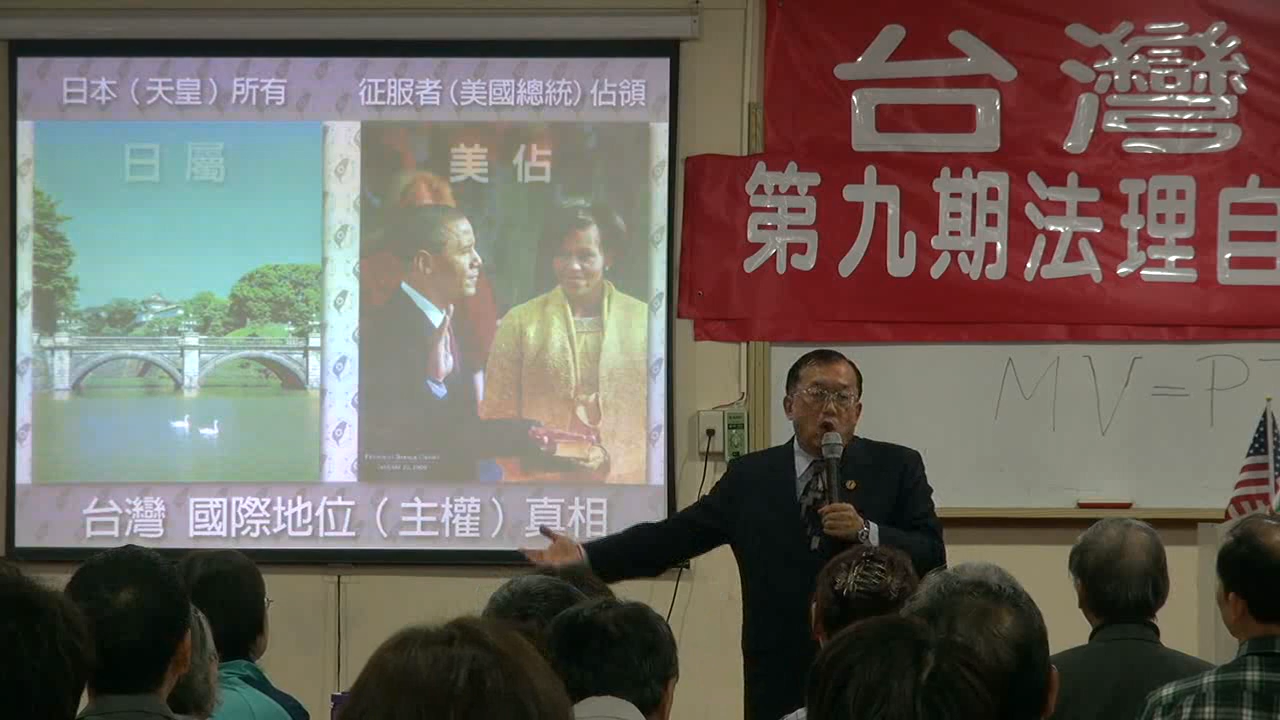 日本（天皇）所有
征服者（美國總統）佔領
日屬
美佔
台灣 國際地位（主權）真相
台灣
第九期法理自
MV=P